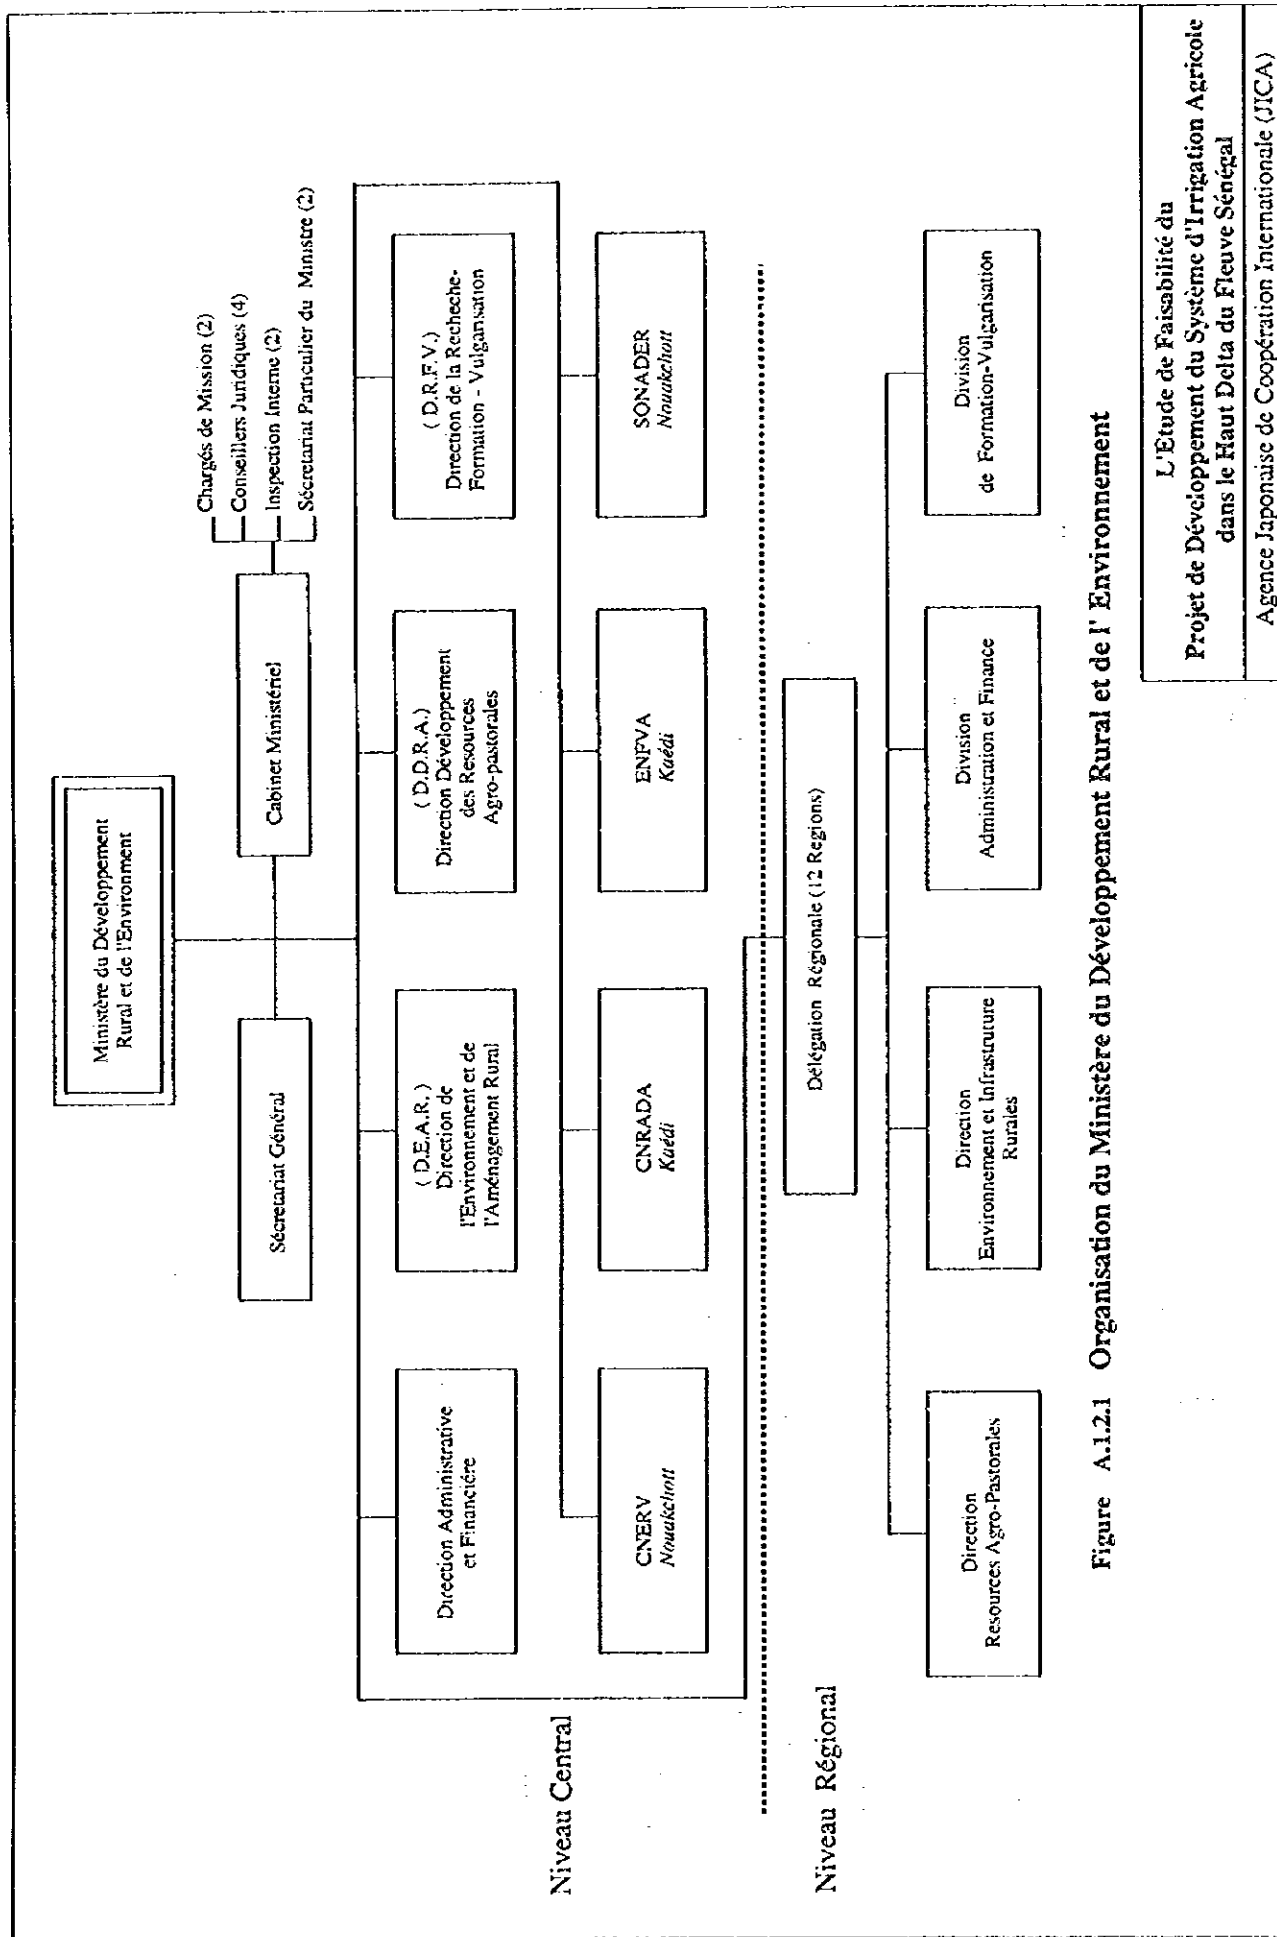 Ministère du Développement
Rural et de l'Environment
Sécretariat Général
Cabinet Ministériel
Chargés de Mission (2)
Conseillers Juridiques (4)
Inspection Interne (2)
Sécretariat Particulier du Ministre (2)
Niveau Central
Direction Administrative
et Financiére
( D.E.A.R. )
Direction de
l'Environnement et de
l'Aménagement Rural
( D.D.R.A.)
Direction Développement
des Resources
Agro-pastorales
( D.R.F.V.)
Direction de la Recheche-
Formation - Vulgansation
CNERV
Nouakchott
CNRADA
Kaédi
ENFVA
Kaédi
SONADER
Nouakchott
Niveau Régional
Délégation Régionale (12 Regions)
Direction
Resources Agro-Pastorales
Direction
Environnement et Infrastruture
Rurales
Division
Administration et Finance
Division
de Formation-Vulgarisation
Figure A.1.2.1 Organisation du Ministère du Développement Rural et de l' Environnement
L'Etude de Faisabilité du
Projet de Développement du Système d'Irrigation Agricole
dans le Haut Delta du Fleuve Sénégal
Agence Japonaise de Coopération Internationale (JICA)